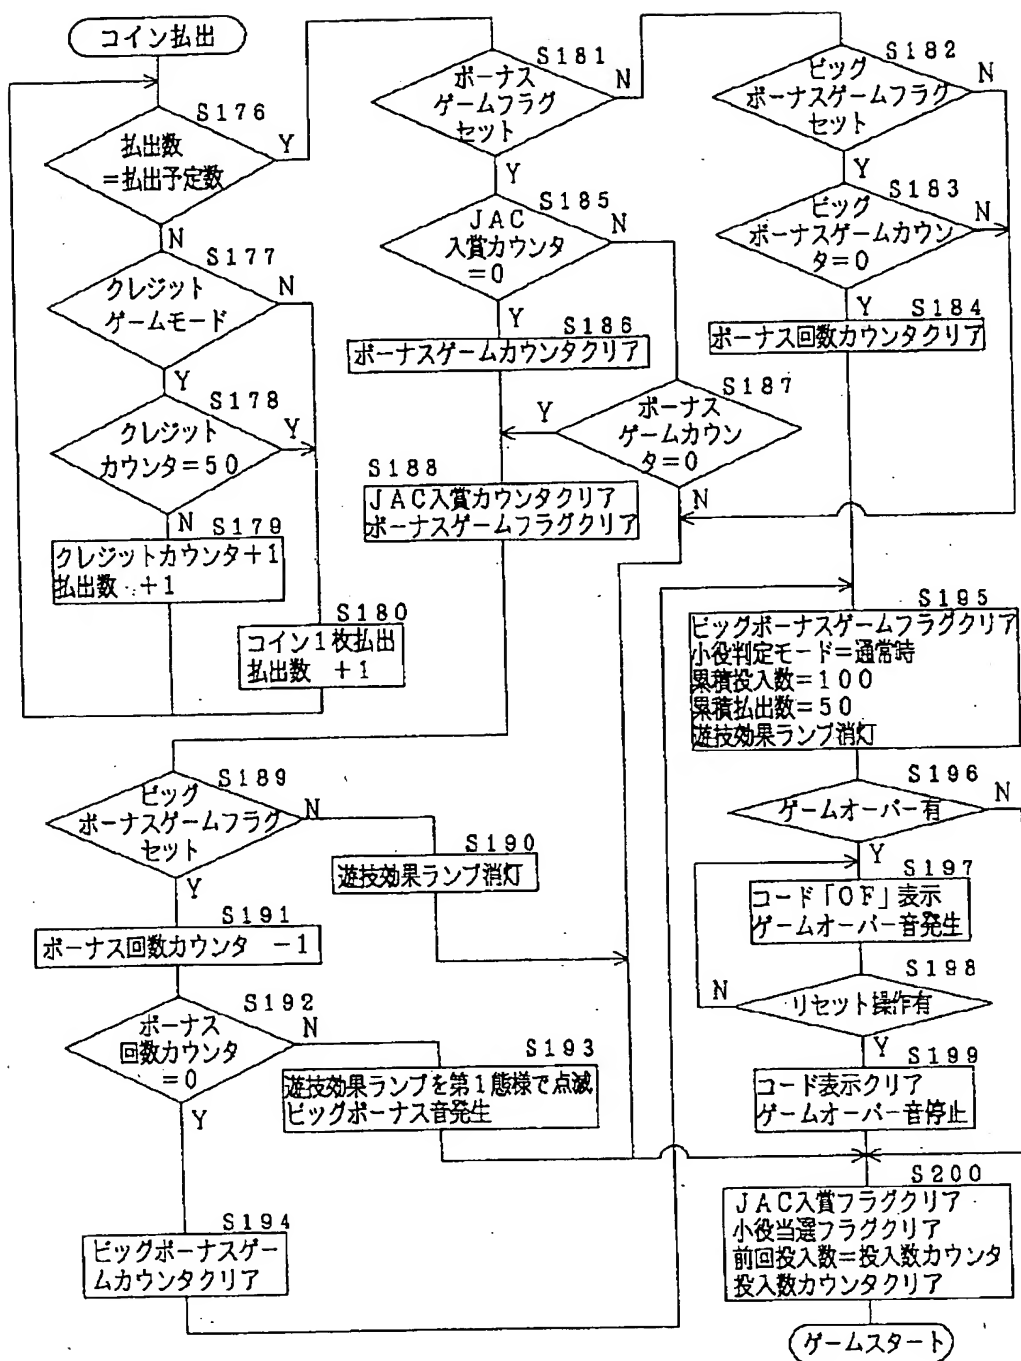 コイン払出
S176
払出数
=払出予定数
Y
N
S177
クレジット
ゲームモード
N
Y
S178
クレジット
カウンタ=50
Y
N
S179
クレジットカウンタ+1
払出数 +1
S180
コイン1枚払出
払出数 +1
S181
ボーナス
ゲームフラグ
セット
N
Y
S182
ビッグ
ボーナスゲームフラグ
セット
N
Y
S183
ビッグ
ボーナスゲームカウン
タ=0
N
Y
S184
ボーナス回数カウンタクリア
S185
JAC
入賞カウンタ
=0
N
Y
S186
ボーナスゲームカウンタクリア
S187
ボーナス
ゲームカウン
タ=0
Y
N
S188
JAC入賞カウンタクリア
ボーナスゲームフラグクリア
S189
ビッグ
ボーナスゲームフラグ
セット
N
Y
S190
遊技効果ランプ消灯
S191
ボーナス回数カウンタ -1
S192
ボーナス
回数カウンタ
=0
N
Y
S193
遊技効果ランプを第1態様で点滅
ビッグボーナス音発生
S194
ビッグボーナスゲー
ムカウンタクリア
S195
ビッグボーナスゲームフラグクリア
小役判定モード=通常時
累積投入数=100
累積払出数=50
遊技効果ランプ消灯
S196
ゲームオーバー有
N
Y
S197
コード「OF」表示
ゲームオーバー音発生
S198
リセット操作有
N
Y
S199
コード表示クリア
ゲームオーバー音停止
S200
JAC入賞フラグクリア
小役当選フラグクリア
前回投入数=投入数カウンタ
投入数カウンタクリア
ゲームスタート